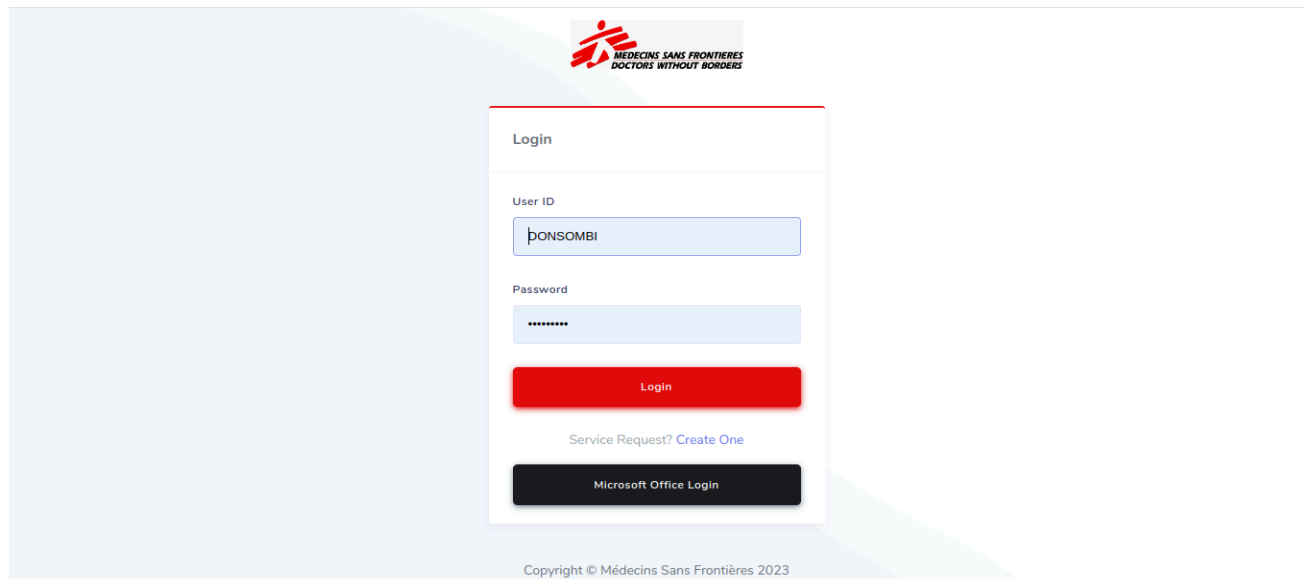 MEDECINS SANS FRONTIERES
DOCTORS WITHOUT BORDERS
Login
User ID
DONSOMBI
Password
•••••••••
Login
Service Request? Create One
Microsoft Office Login
Copyright © Médecins Sans Frontières 2023